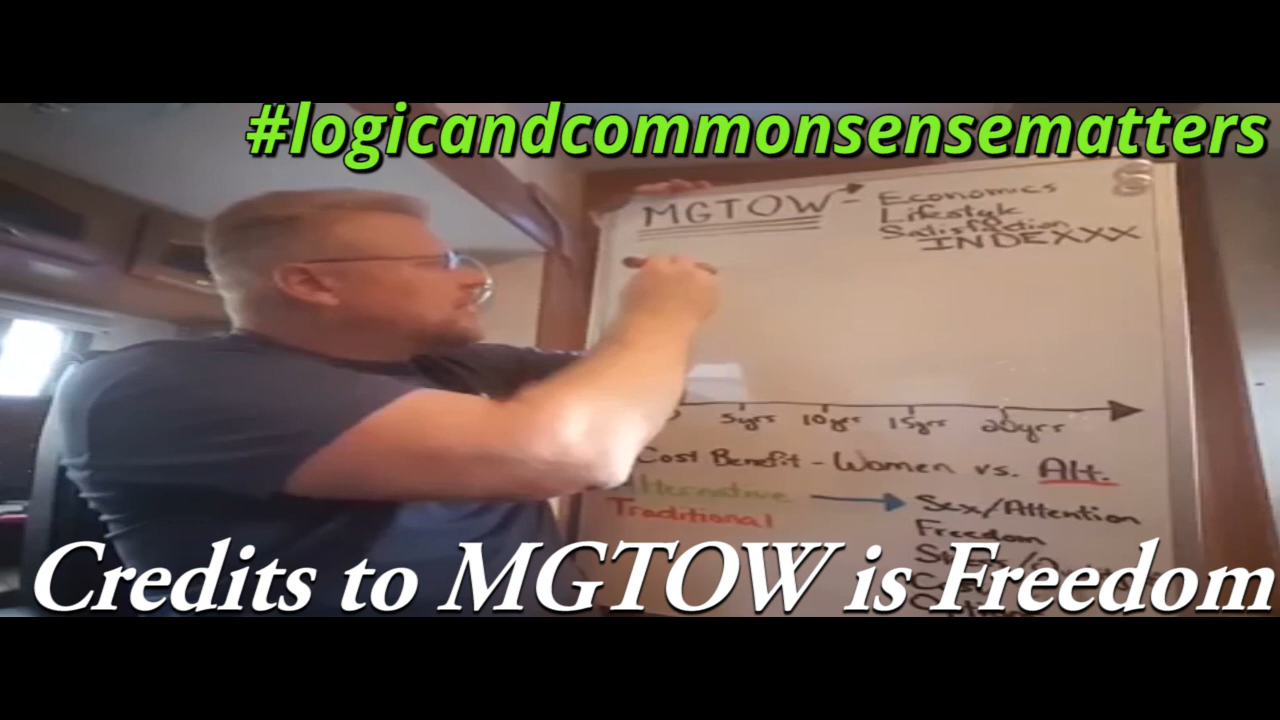 #logicandcommonsensematters
MGTOW - Economics
Lifestyle
Satisfaction
INDEXXX
5yrs 10yrs 15yrs 20yrs
Cost Benefit - Women vs. Alt.
Alternative Sex/Attention
Traditional
Freedom
Credits to MGTOW is Freedom